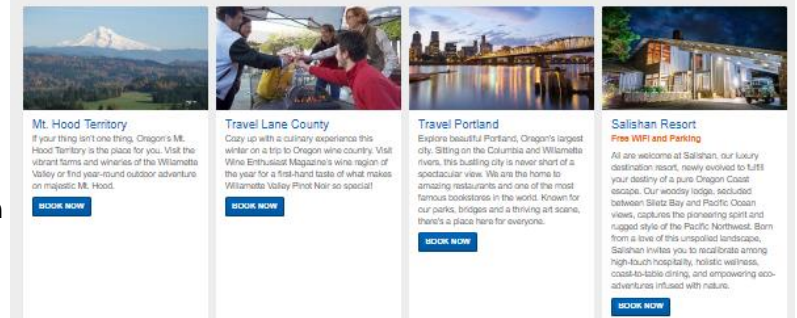 Mt. Hood Territory
If your thing isn't one thing, Oregon's Mt.
Hood Territory is the place for you. Visit the
vibrant farms and wineries of the Willamette
Valley or find year-round outdoor adventure
on majestic Mt. Hood.
BOOK NOW
Travel Lane County
Cozy up with a culinary experience this
winter on a trip to Oregon wine country. Visit
Wine Enthusiast Magazine's wine region of
the year for a first-hand taste of what makes
Willamette Valley Pinot Noir so special!
BOOK NOW
Travel Portland
Explore beautiful Portland, Oregon's largest
city. Sitting on the Columbia and Willamette
rivers, this bustling city is never short of a
spectacular view. We are the home to
amazing restaurants and one of the most
famous bookstores in the world. Known for
our parks, bridges and a thriving art scene,
there's a place here for everyone.
BOOK NOW
Salishan Resort
Free WIFI and Parking
All are welcome at Salishan, our luxury
destination resort, newly evolved to fulfill
your destiny of a pure Oregon Coast
escape. Our woodsy lodge, secluded
between Siletz Bay and Pacific Ocean
views, captures the pioneering spirit and
rugged style of the Pacific Northwest. Born
from a love of this unspoiled landscape,
Salishan invites you to recalibrate among
high-touch hospitality, holistic wellness,
coast-to-table dining, and empowering eco-
adventures infused with nature.
BOOK NOW